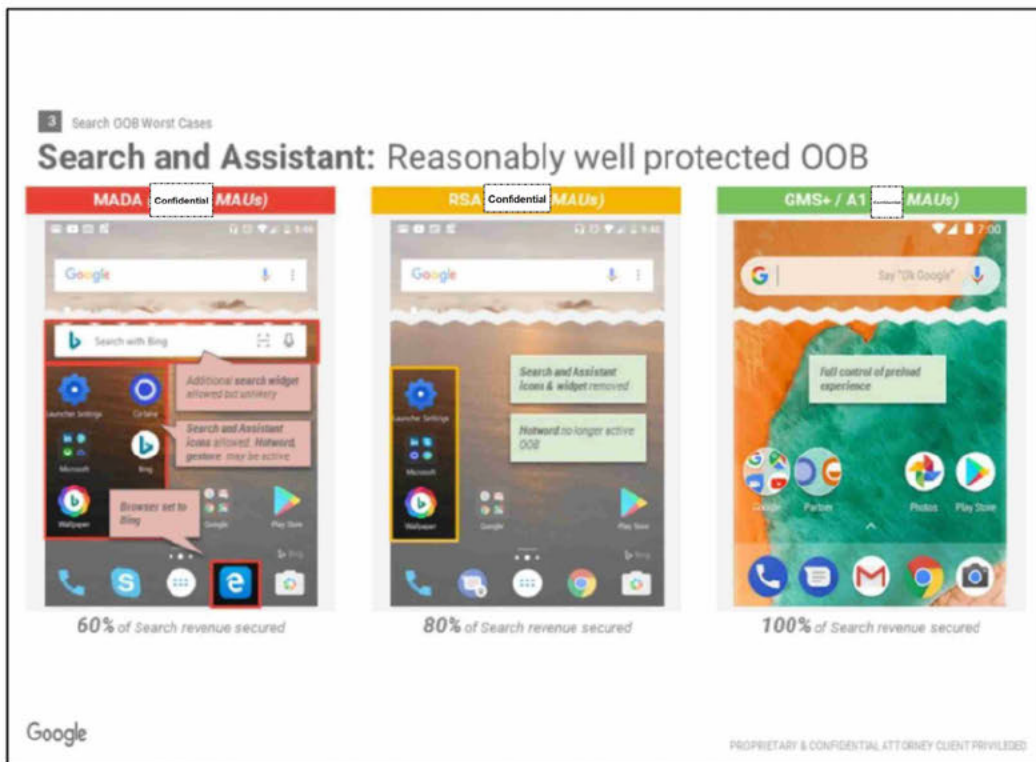 3 Search OOB Worst Cases
Search and Assistant: Reasonably well protected OOB
MADA Confidential MAUs)
Google
Search with Bing
Additional search widget
allowed but unlikely
Launcher Settings Cortana
Search and Assistant
icons allowed. Hotword,
gesture may be active
Microsoft Bing
Browser set to
Bing
Wallpaper Google Play Store
Bing
60% of Search revenue secured
RSA Confidential MAUs)
Google
Search and Assistant
icons & widget removed
Launcher Settings
Hotword no longer active
OOB
Microsoft
Wallpaper Google Play Store
Bing
80% of Search revenue secured
GMS+ / A1 MAUs)
7:00
G Say "Ok Google"
Full control of preload
experience
Google Partner Photos Play Store
100% of Search revenue secured
Google
PROPRIETARY & CONFIDENTIAL ATTORNEY CLIENT PRIVILEGED